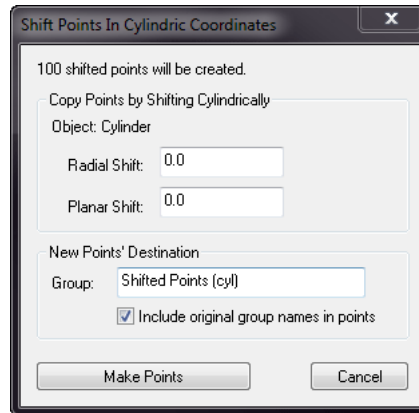 Shift Points In Cylindric Coordinates
x
100 shifted points will be created.
Copy Points by Shifting Cylindrically
Object: Cylinder
Radial Shift: 0.0
Planar Shift: 0.0
New Points' Destination
Group: Shifted Points (cyl)
Include original group names in points
Make Points Cancel